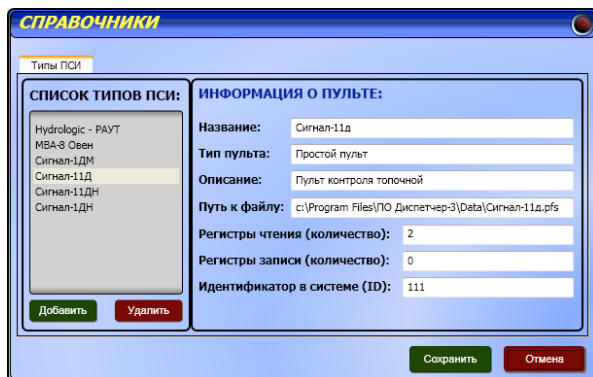 СПРАВОЧНИКИ
Типы ПСИ
СПИСОК ТИПОВ ПСИ:
Hydrologic - РАУТ
МВА-8 Овен
Сигнал-1ДМ
Сигнал-11Д
Сигнал-11ДН
Сигнал-1ДН
Добавить
Удалить
ИНФОРМАЦИЯ О ПУЛЬТЕ:
Название: Сигнал-11д
Тип пульта: Простой пульт
Описание: Пульт контроля топочной
Путь к файлу: c:\Program Files\ПО Диспетчер-3\Data\Сигнал-11д.pfs
Регистры чтения (количество): 2
Регистры записи (количество): 0
Идентификатор в системе (ID): 111
Сохранить
Отмена